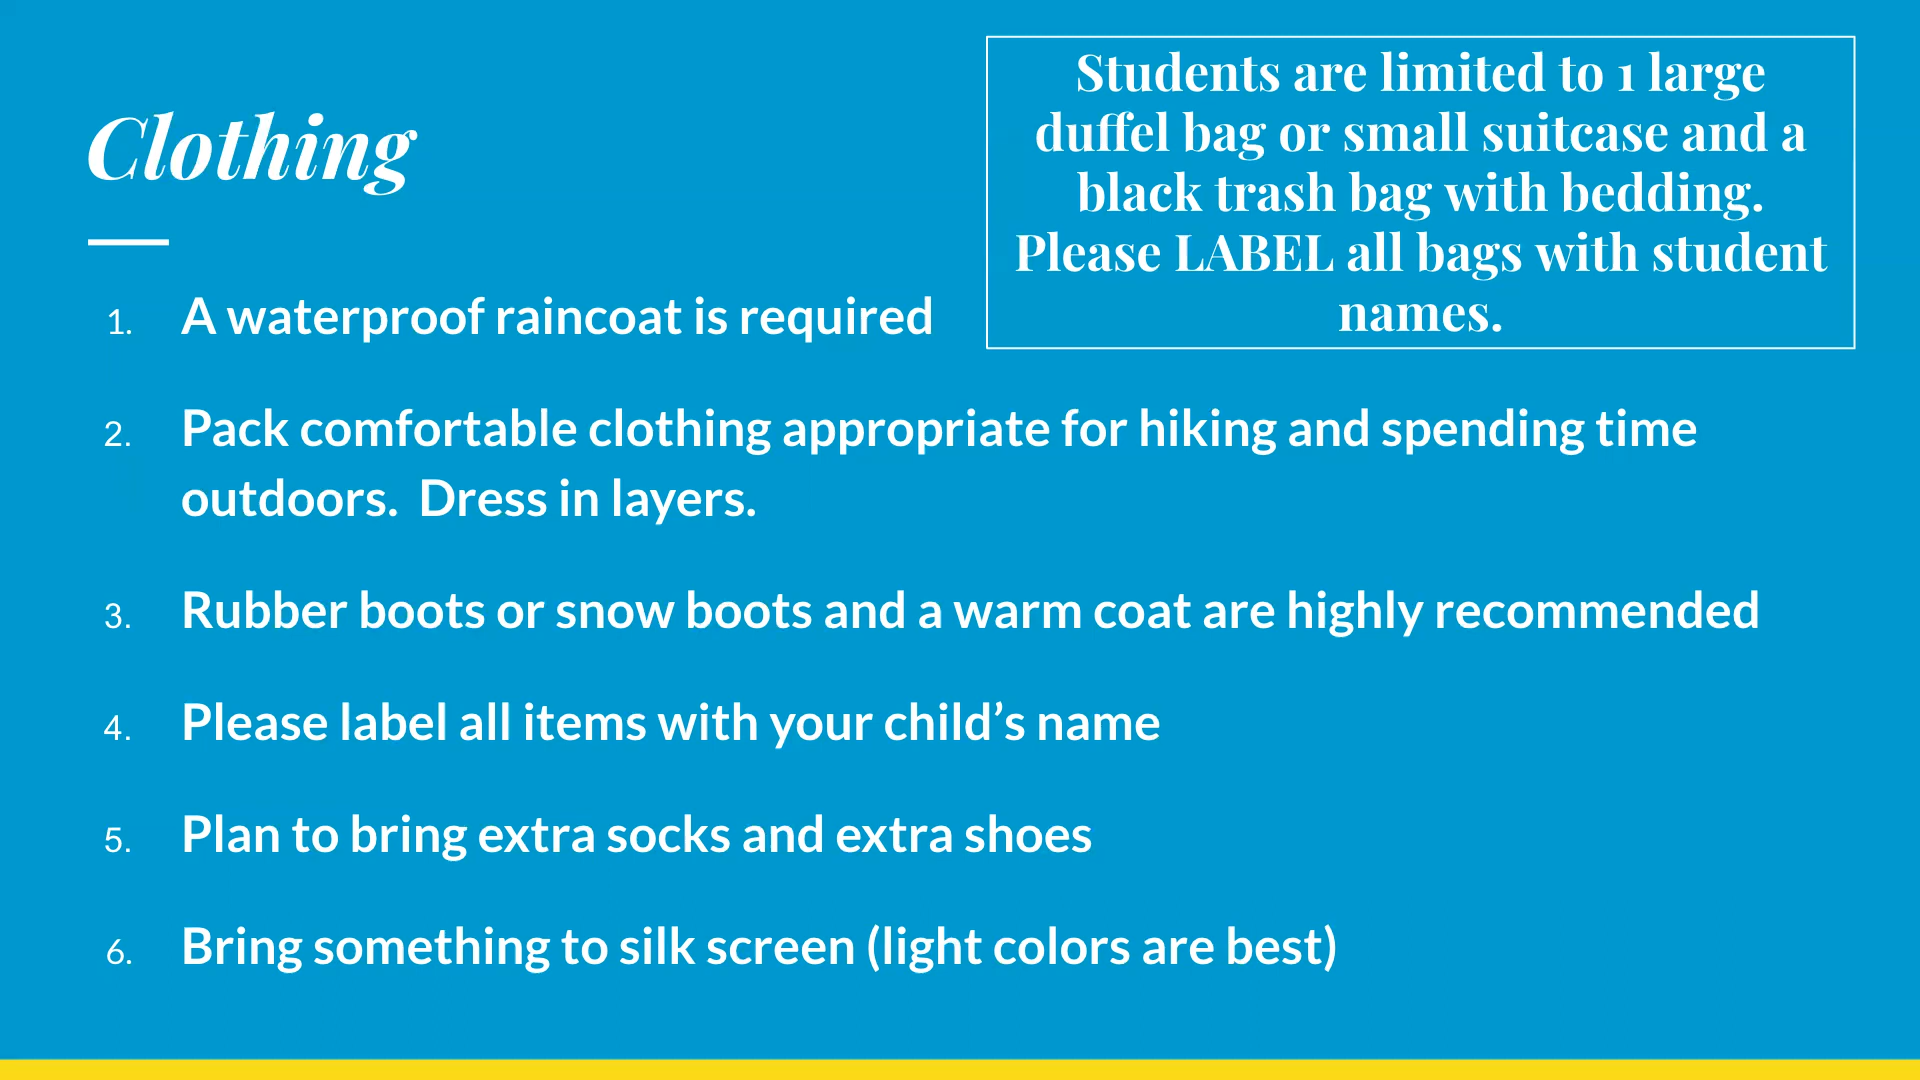 Clothing
Students are limited to 1 large
duffel bag or small suitcase and a
black trash bag with bedding.
Please LABEL all bags with student
names.
1. A waterproof raincoat is required
2. Pack comfortable clothing appropriate for hiking and spending time
outdoors.  Dress in layers.
3. Rubber boots or snow boots and a warm coat are highly recommended
4. Please label all items with your child’s name
5. Plan to bring extra socks and extra shoes
6. Bring something to silk screen (light colors are best)